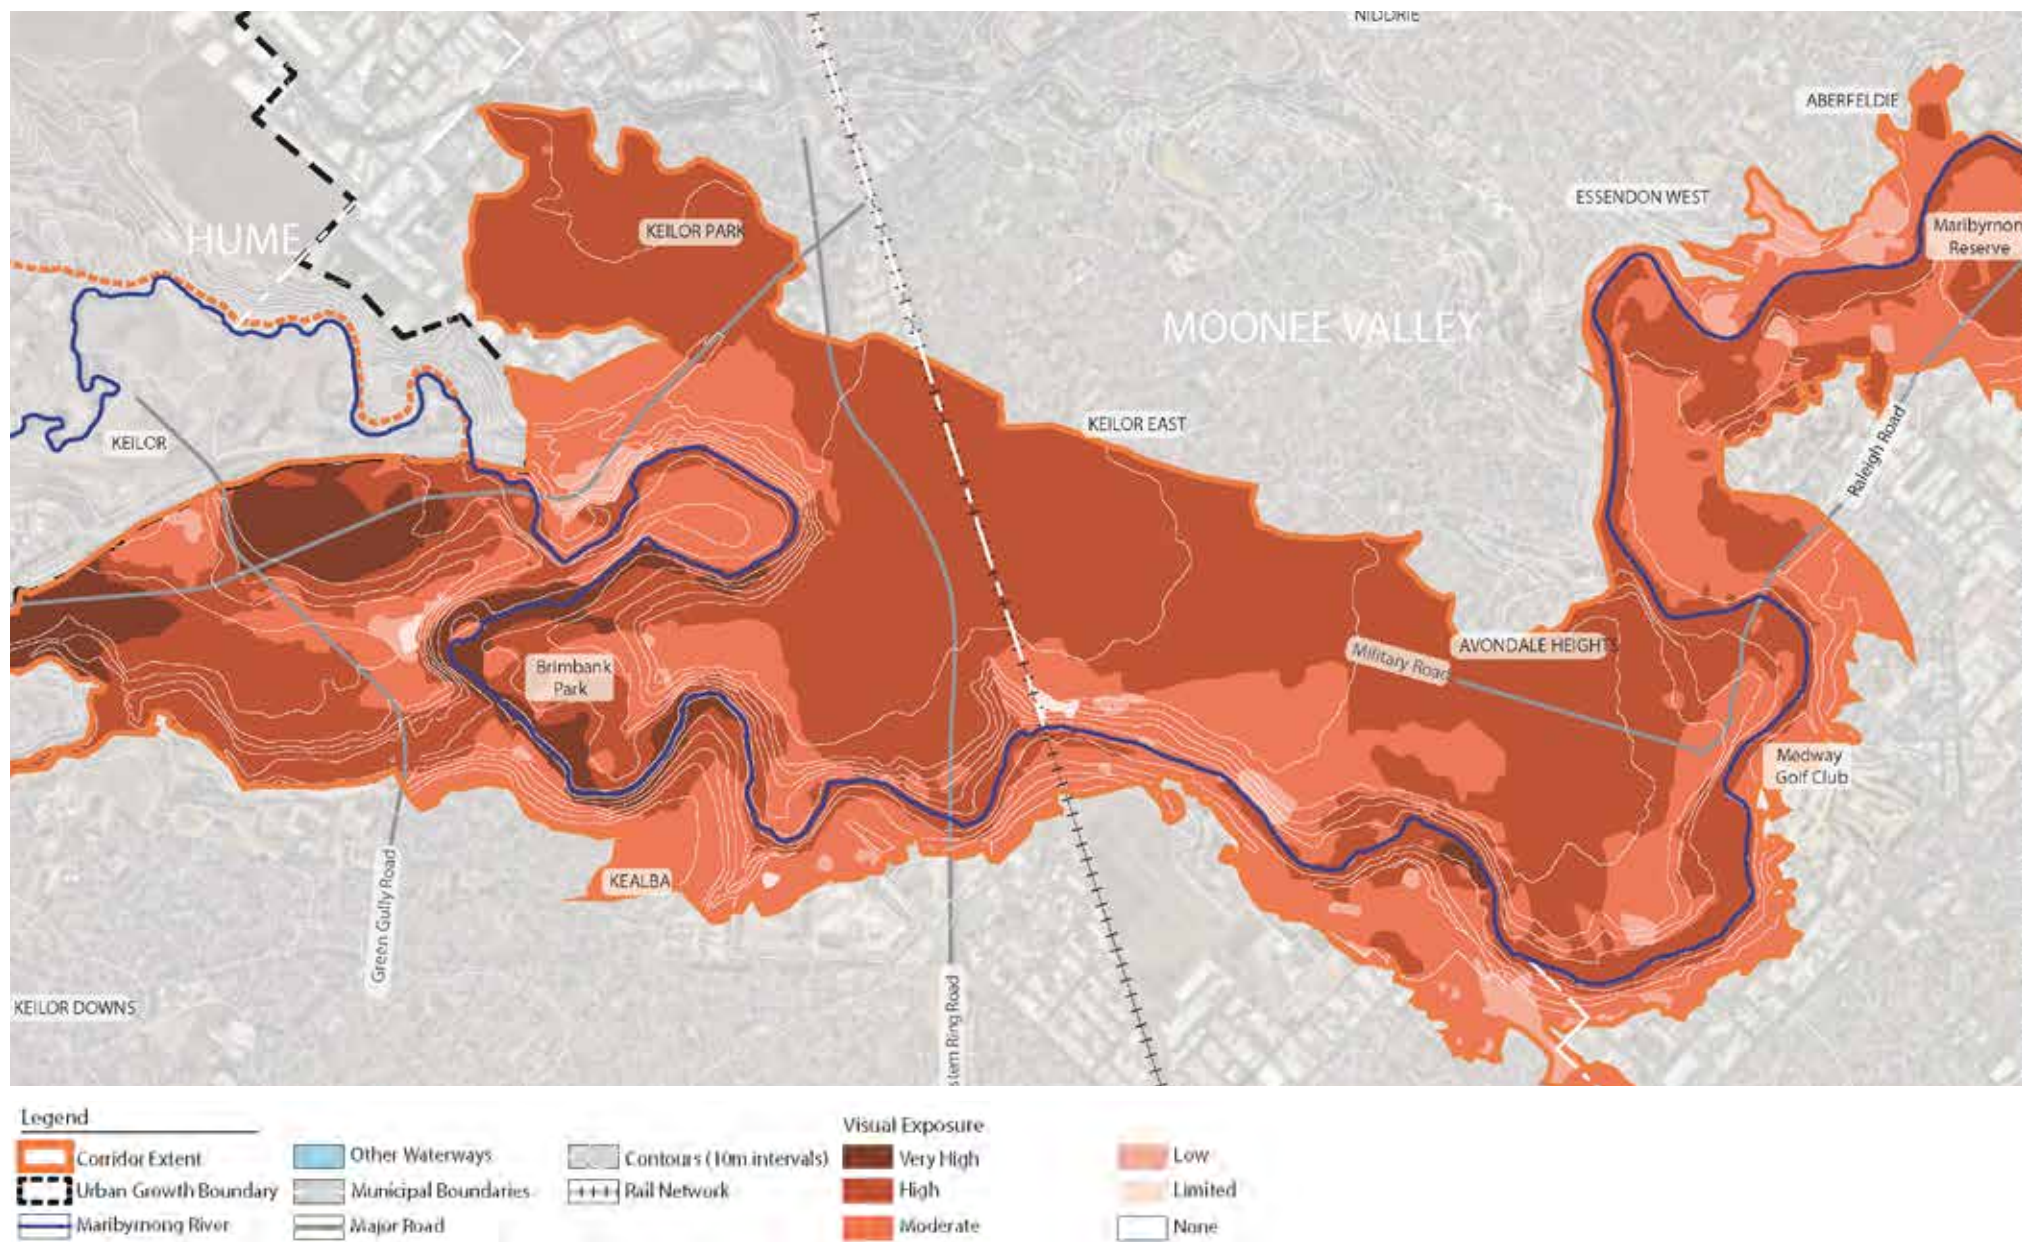 NIDDRIE
ABERFELDIE
ESSENDON WEST
Maribyrnon
Reserve
HUME
KEILOR PARK
MOONEE VALLEY
KEILOR
KEILOR EAST
Raleigh Road
Brimbank
Park
Military Road
AVONDALE HEIGHTS
Medway
Golf Club
KEALBA
Green Gully Road
KEILOR DOWNS
stern Ring Road
Legend
Corridor Extent
Urban Growth Boundary
Maribyrnong River
Other Waterways
Municipal Boundaries
Major Road
Contours (10m intervals)
Rail Network
Visual Exposure
Very High
High
Moderate
Low
Limited
None